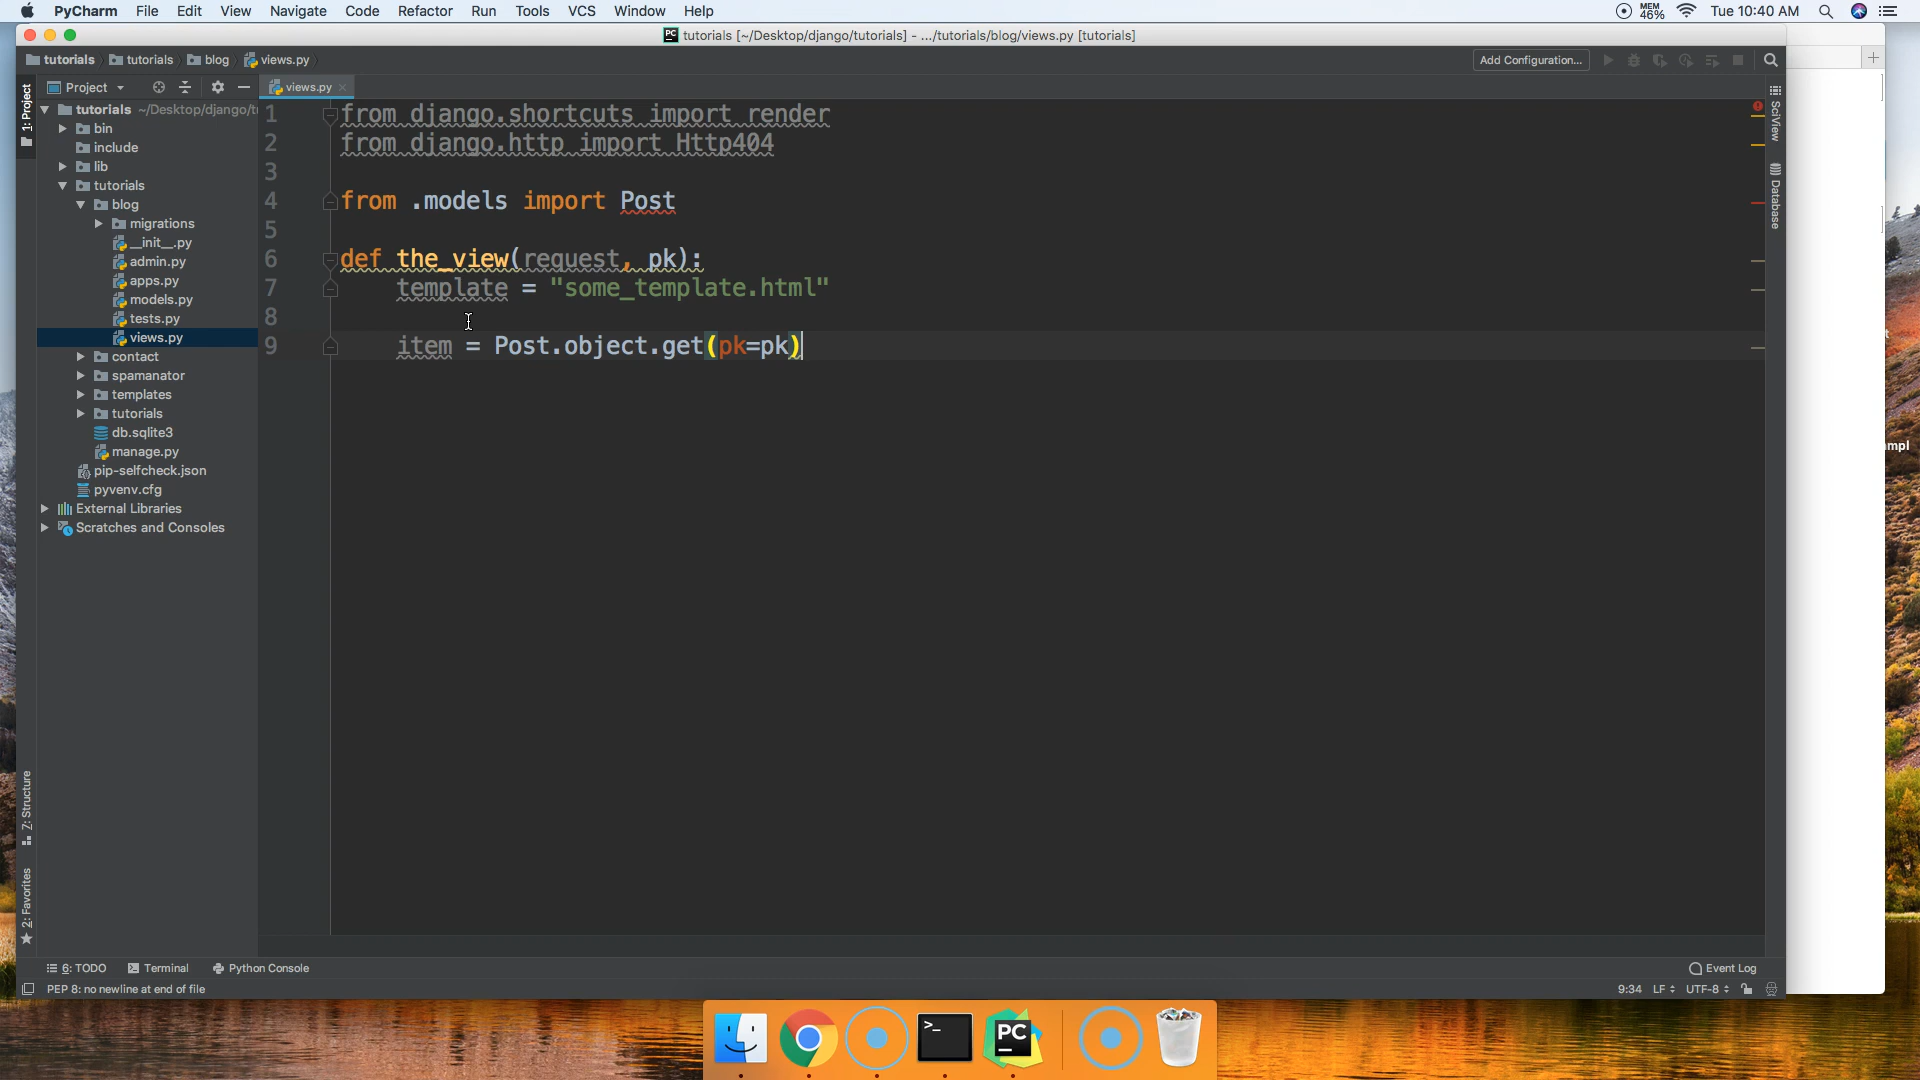 PyCharm File Edit View Navigate Code Refactor Run Tools VCS Window Help MEM 46% Tue 10:40 AM
tutorials [~/Desktop/django/tutorials] - .../tutorials/blog/views.py [tutorials]
tutorials tutorials blog views.py Add Configuration...
Project views.py
1: Project
tutorials ~/Desktop/django/t
bin
include
lib
tutorials
blog
migrations
__init__.py
admin.py
apps.py
models.py
tests.py
views.py
contact
spamanator
templates
tutorials
db.sqlite3
manage.py
pip-selfcheck.json
pyvenv.cfg
External Libraries
Scratches and Consoles
1 from django.shortcuts import render
2 from django.http import Http404
3
4 from .models import Post
5
6 def the_view(request, pk):
7 template = "some_template.html"
8
9 item = Post.object.get(pk=pk)
SciView
Database
mpl
7: Structure
2: Favorites
6: TODO Terminal Python Console Event Log
PEP 8: no newline at end of file 9:34 LF UTF-8
>_
PC